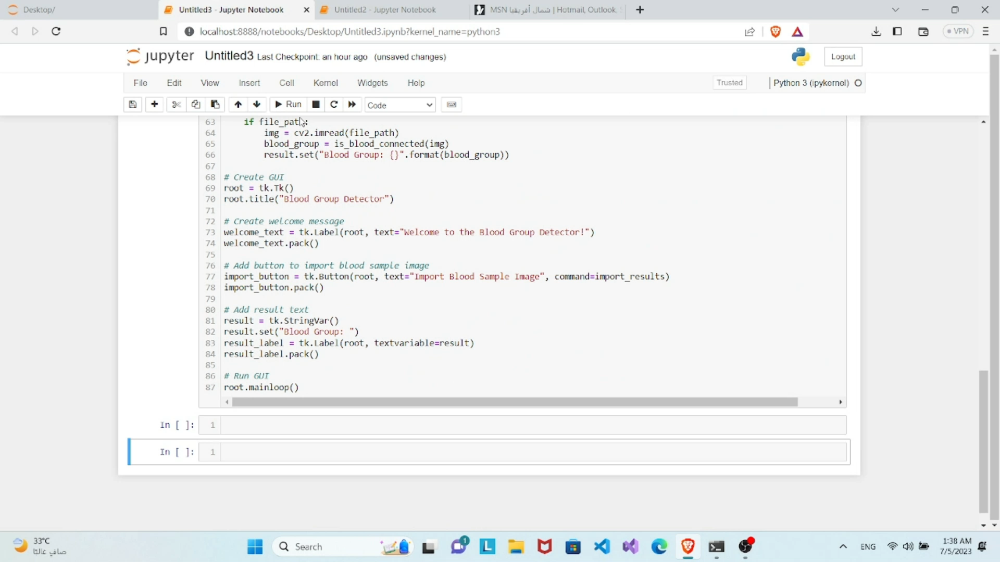 Desktop/
Untitled3 - Jupyter Notebook
Untitled2 - Jupyter Notebook
MSN شمال أفريقيا | Hotmail, Outlook,
localhost:8888/notebooks/Desktop/Untitled3.ipynb?kernel_name=python3
VPN
jupyter Untitled3 Last Checkpoint: an hour ago (unsaved changes)
Logout
File Edit View Insert Cell Kernel Widgets Help
Trusted
Python 3 (ipykernel)
Run
Code
63 if file_path:
64 img = cv2.imread(file_path)
65 blood_group = is_blood_connected(img)
66 result.set("Blood Group: {}".format(blood_group))
67
68 # Create GUI
69 root = tk.Tk()
70 root.title("Blood Group Detector")
71
72 # Create welcome message
73 welcome_text = tk.Label(root, text="Welcome to the Blood Group Detector!")
74 welcome_text.pack()
75
76 # Add button to import blood sample image
77 import_button = tk.Button(root, text="Import Blood Sample Image", command=import_results)
78 import_button.pack()
79
80 # Add result text
81 result = tk.StringVar()
82 result.set("Blood Group: ")
83 result_label = tk.Label(root, textvariable=result)
84 result_label.pack()
85
86 # Run GUI
87 root.mainloop()
In [ ]: 1
In [ ]: 1
33°C
صافي غالبًا
Search
1
L
ENG
1:38 AM
7/5/2023